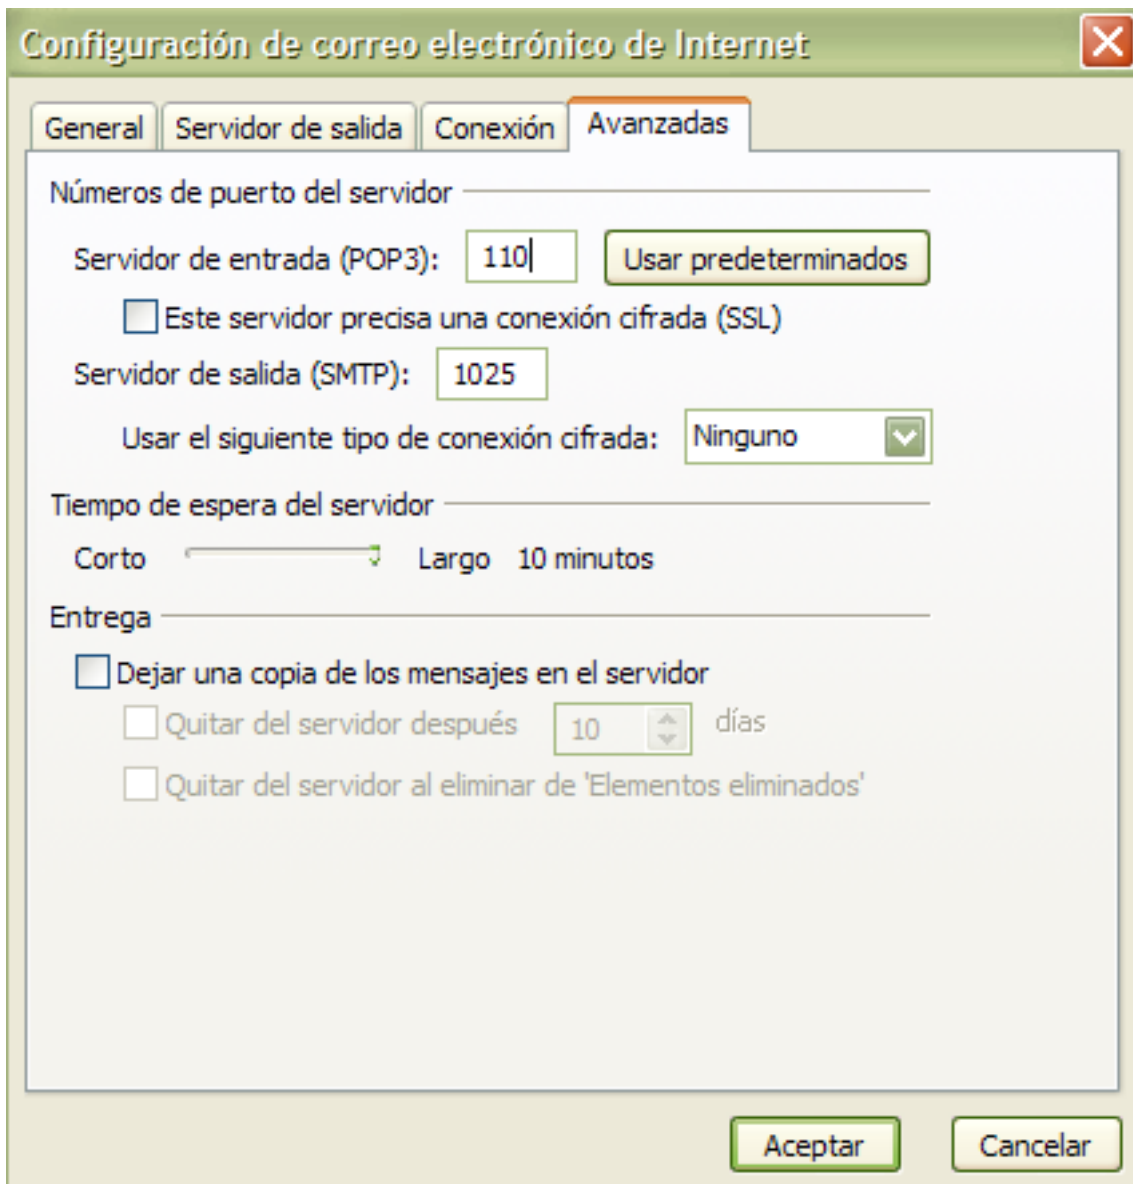 Configuración de correo electrónico de Internet
General Servidor de salida Conexión Avanzadas
Números de puerto del servidor
Servidor de entrada (POP3): 110 Usar predeterminados
Este servidor precisa una conexión cifrada (SSL)
Servidor de salida (SMTP): 1025
Usar el siguiente tipo de conexión cifrada: Ninguno
Tiempo de espera del servidor
Corto Largo 10 minutos
Entrega
Dejar una copia de los mensajes en el servidor
Quitar del servidor después 10 días
Quitar del servidor al eliminar de 'Elementos eliminados'
Aceptar Cancelar